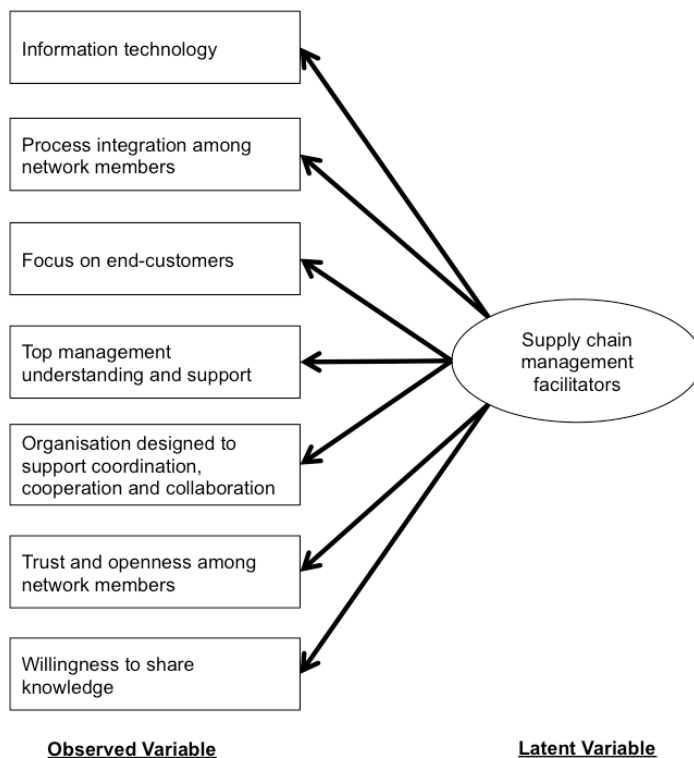 Information technology
Process integration among
network members
Focus on end-customers
Top management
understanding and support
Organisation designed to
support coordination,
cooperation and collaboration
Trust and openness among
network members
Willingness to share
knowledge
Supply chain
management
facilitators
Observed Variable
Latent Variable